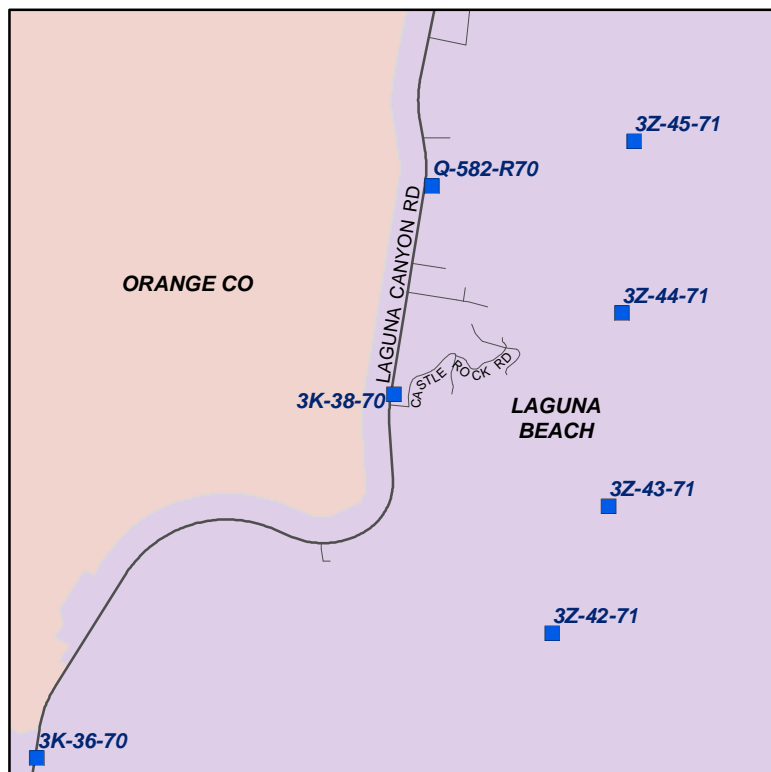 3Z-45-71
Q-582-R70
ORANGE CO
LAGUNA CANYON RD
3Z-44-71
CASTLE ROCK RD
3K-38-70
LAGUNA
BEACH
3Z-43-71
3Z-42-71
3K-36-70